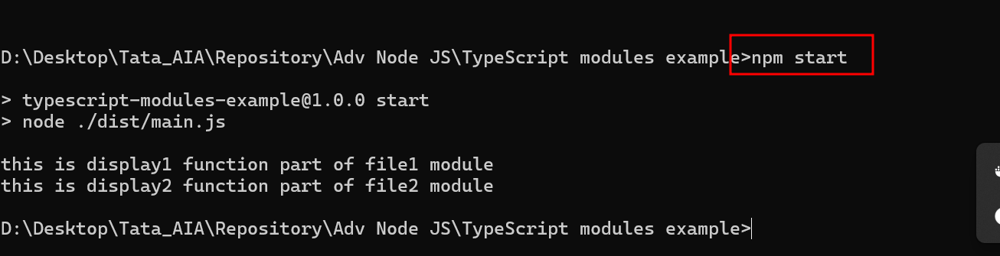 D:\Desktop\Tata_AIA\Repository\Adv Node JS\TypeScript modules example>npm start
> typescript-modules-example@1.0.0 start
> node ./dist/main.js
this is display1 function part of file1 module
this is display2 function part of file2 module
D:\Desktop\Tata_AIA\Repository\Adv Node JS\TypeScript modules example>